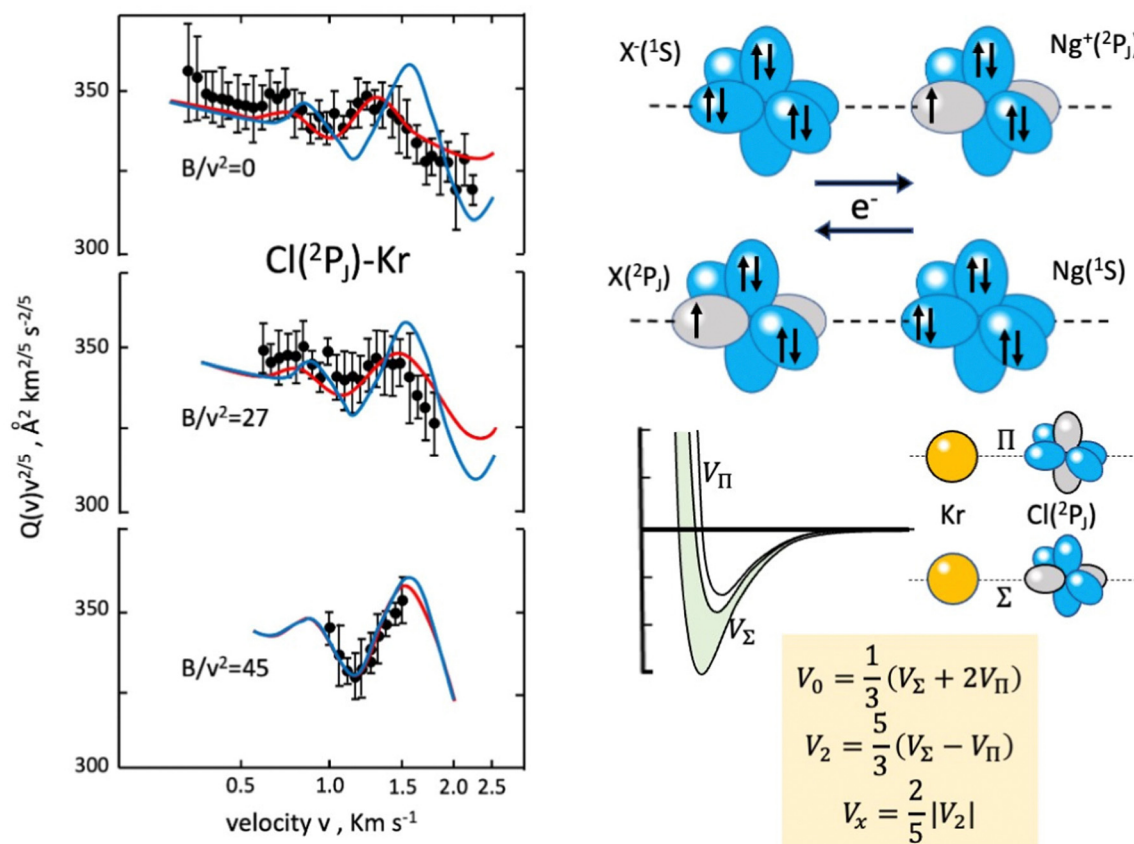 350
B/v²=0
300
Cl(²P_J)-Kr
350
B/v²=27
300
350
B/v²=45
300
Q(v)v^{2/5} , Å² km^{2/5} s^{-2/5}
0.5 1.0 1.5 2.0 2.5
velocity v , Km s⁻¹
X⁻(¹S)
Ng⁺(²P_J)
e⁻
X(²P_J)
Ng(¹S)
V_Π
V_Σ
Π
Kr
Cl(²P_J)
Σ
V_0 = \frac{1}{3}(V_Σ + 2V_Π)
V_2 = \frac{5}{3}(V_Σ − V_Π)
V_x = \frac{2}{5}|V_2|